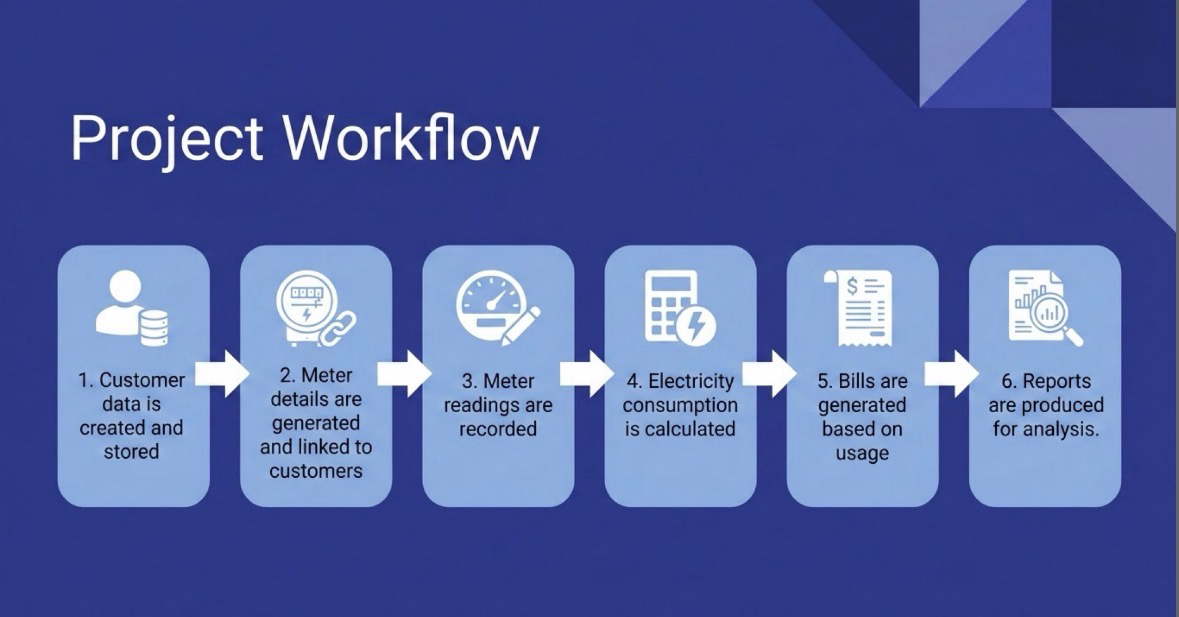 Project Workflow
1. Customer
data is
created and
stored
2. Meter
details are
generated
and linked to
customers
3. Meter
readings are
recorded
4. Electricity
consumption
is calculated
5. Bills are
generated
based on
usage
$
6. Reports
are produced
for analysis.